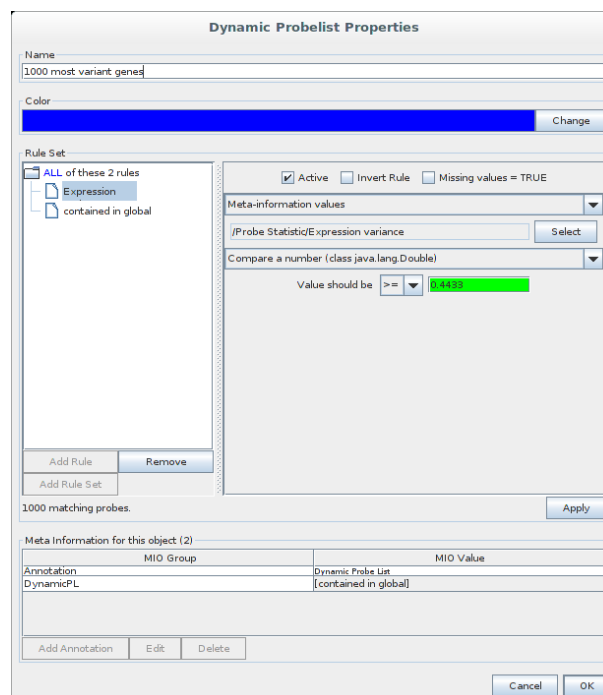 Dynamic Probelist Properties
Name
1000 most variant genes
Color
Change
Rule Set
ALL of these 2 rules
Expression
contained in global
Active Invert Rule Missing values = TRUE
Meta-information values
/Probe Statistic/Expression variance Select
Compare a number (class java.lang.Double)
Value should be >= 0.4433
Add Rule Remove
Add Rule Set
1000 matching probes.
Apply
Meta Information for this object (2)
MIO Group MIO Value
Annotation Dynamic Probe List
DynamicPL [contained in global]
Add Annotation Edit Delete
Cancel OK